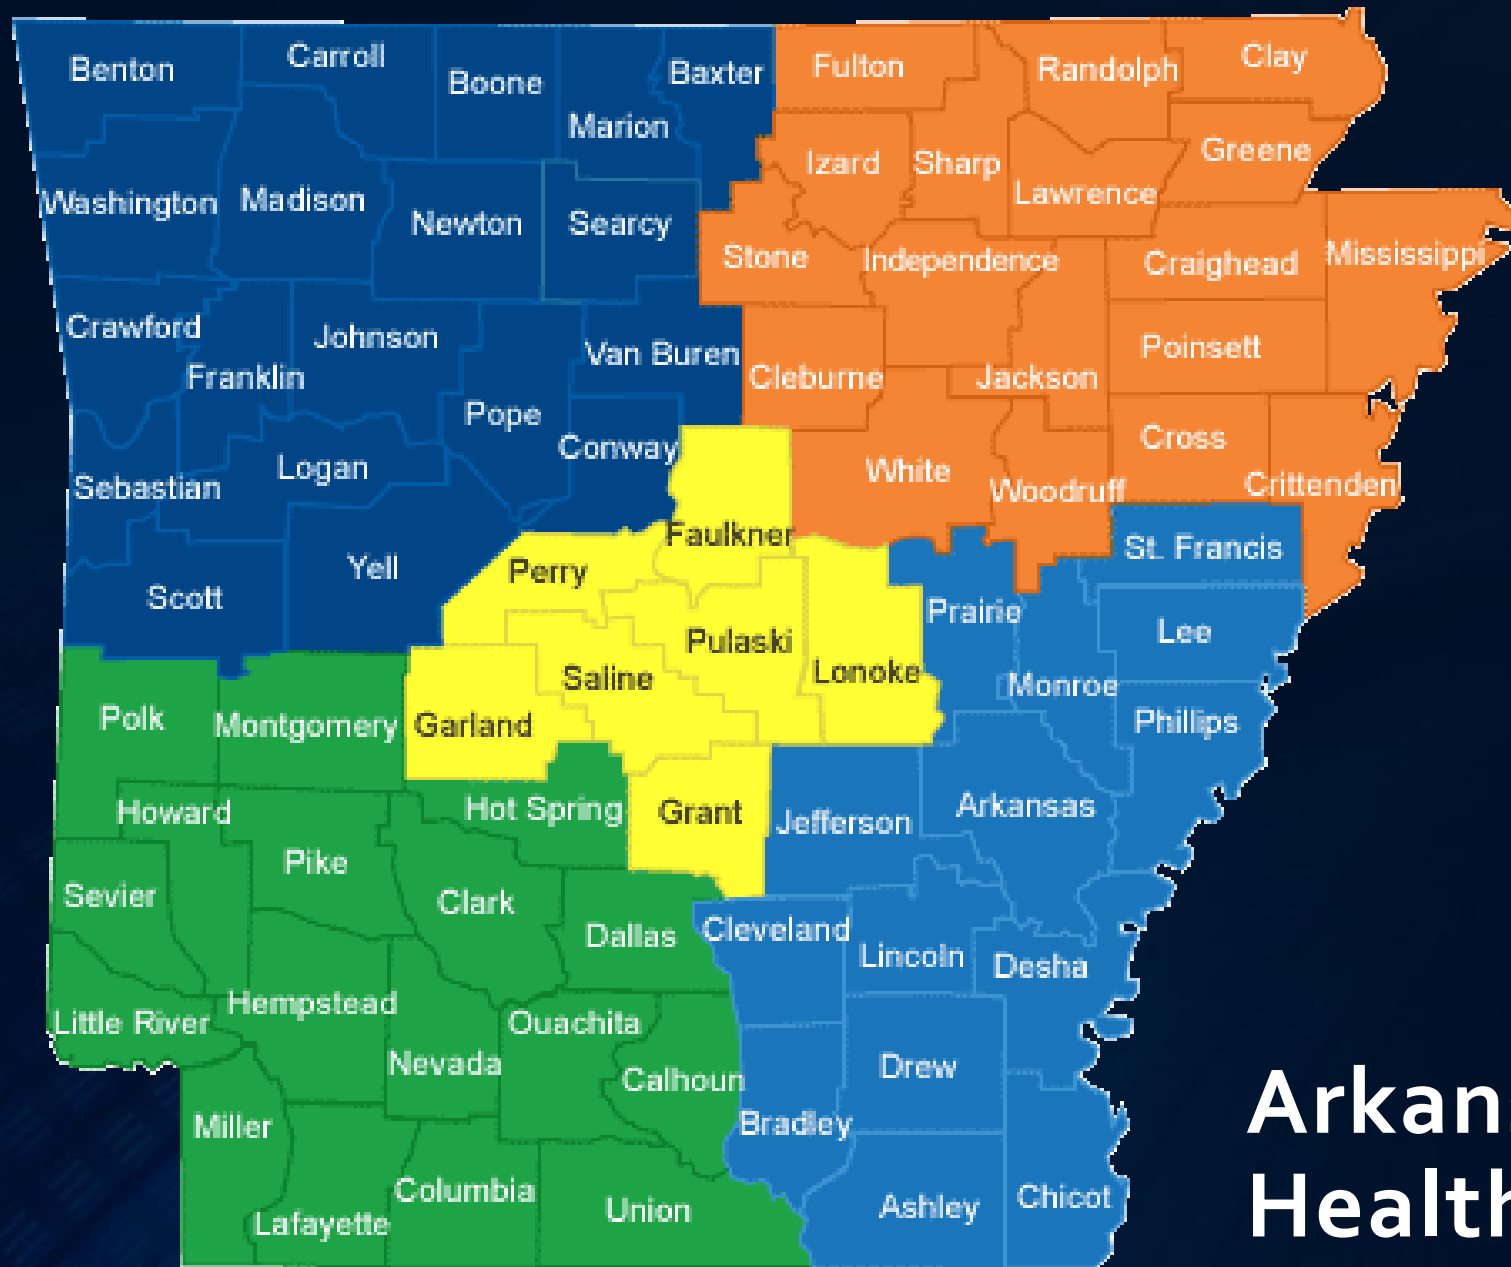 Benton
Carroll
Boone
Baxter
Fulton
Randolph
Clay
Marion
Izard
Sharp
Lawrence
Greene
Washington
Madison
Newton
Searcy
Stone
Independence
Craighead
Mississippi
Crawford
Franklin
Johnson
Van Buren
Cleburne
Jackson
Poinsett
Pope
Conway
Logan
Sebastian
White
Woodruff
Cross
Crittenden
Scott
Yell
Perry
Faulkner
St. Francis
Prairie
Lee
Pulaski
Saline
Lonoke
Monroe
Phillips
Polk
Montgomery
Garland
Howard
Hot Spring
Grant
Jefferson
Arkansas
Pike
Sevier
Clark
Dallas
Cleveland
Lincoln
Desha
Little River
Hempstead
Ouachita
Nevada
Calhoun
Drew
Bradley
Miller
Columbia
Lafayette
Union
Ashley
Chicot
Arkan
Health